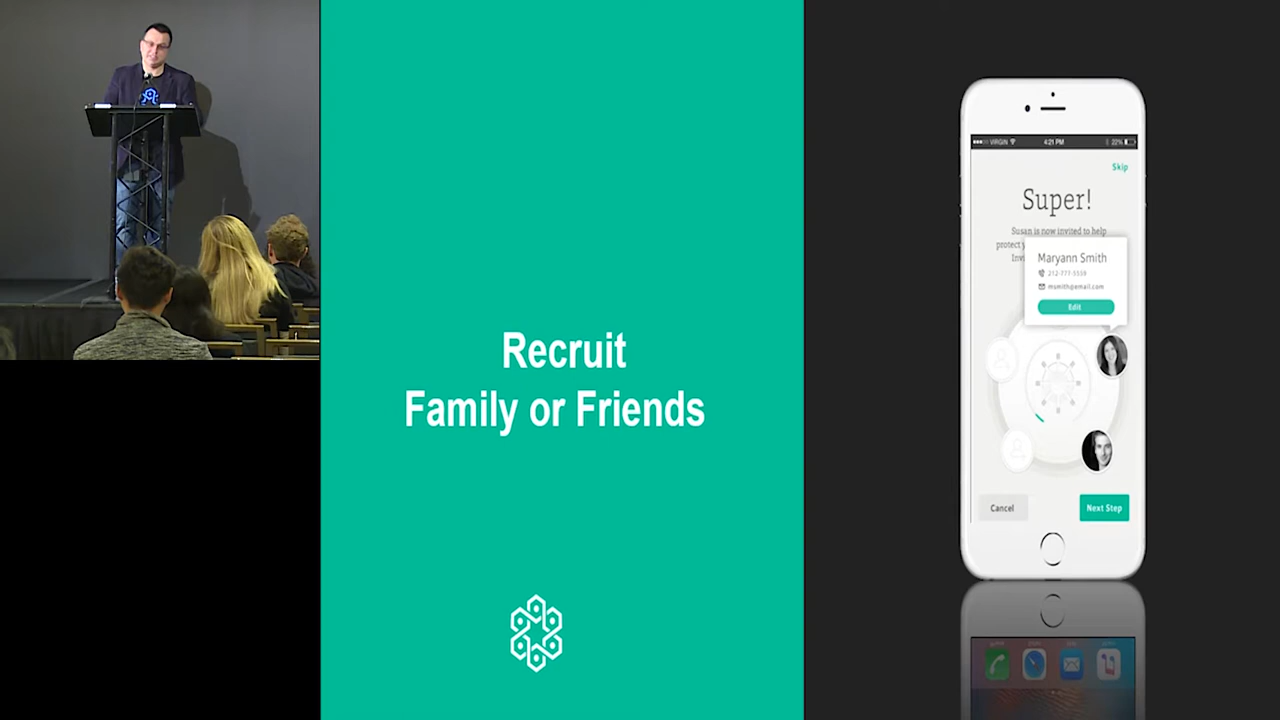 Recruit
Family or Friends
VIRGIN
4:21 PM
22%
Skip
Super!
Susan is now invited to help
protect
Maryann Smith
212-777-5559
msmith@email.com
Edit
Cancel
Next Step